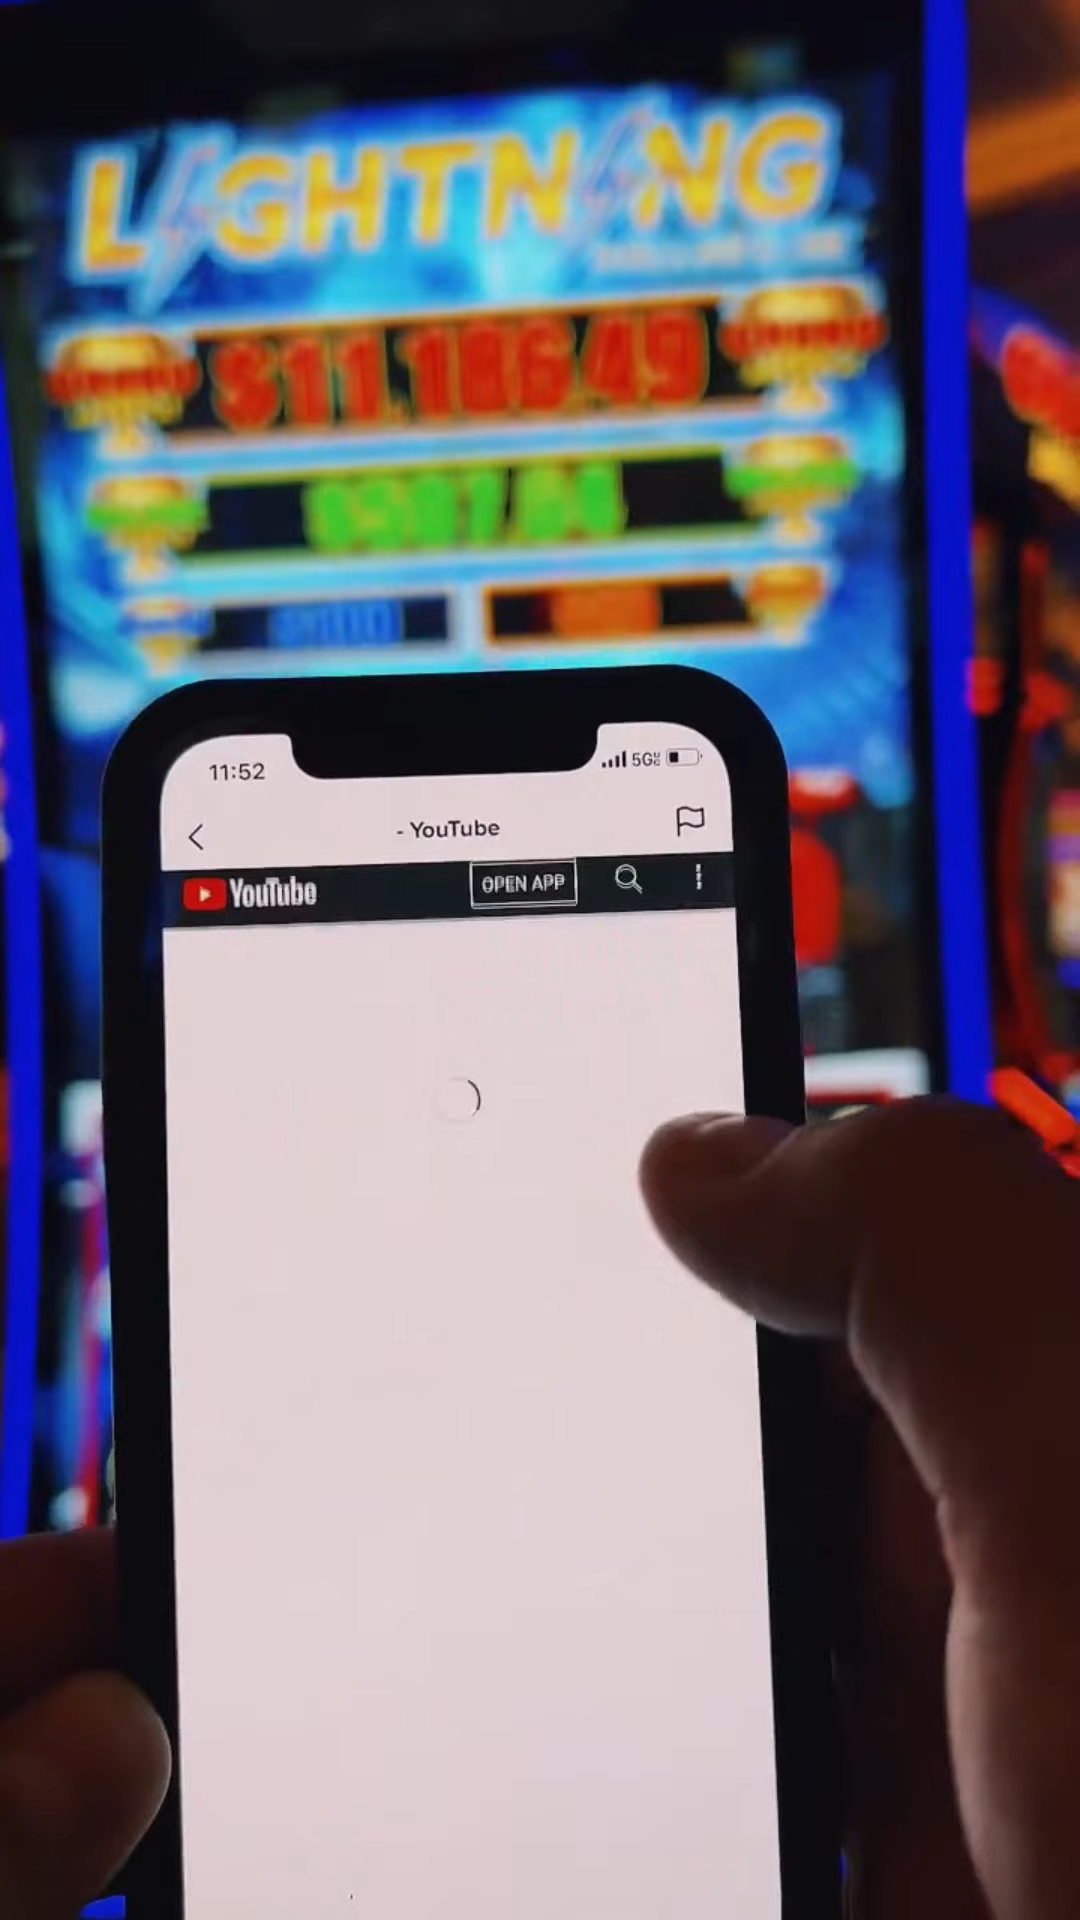 LIGHTNING
$11,186.49
11:52
5G
- YouTube
YouTube
OPEN APP